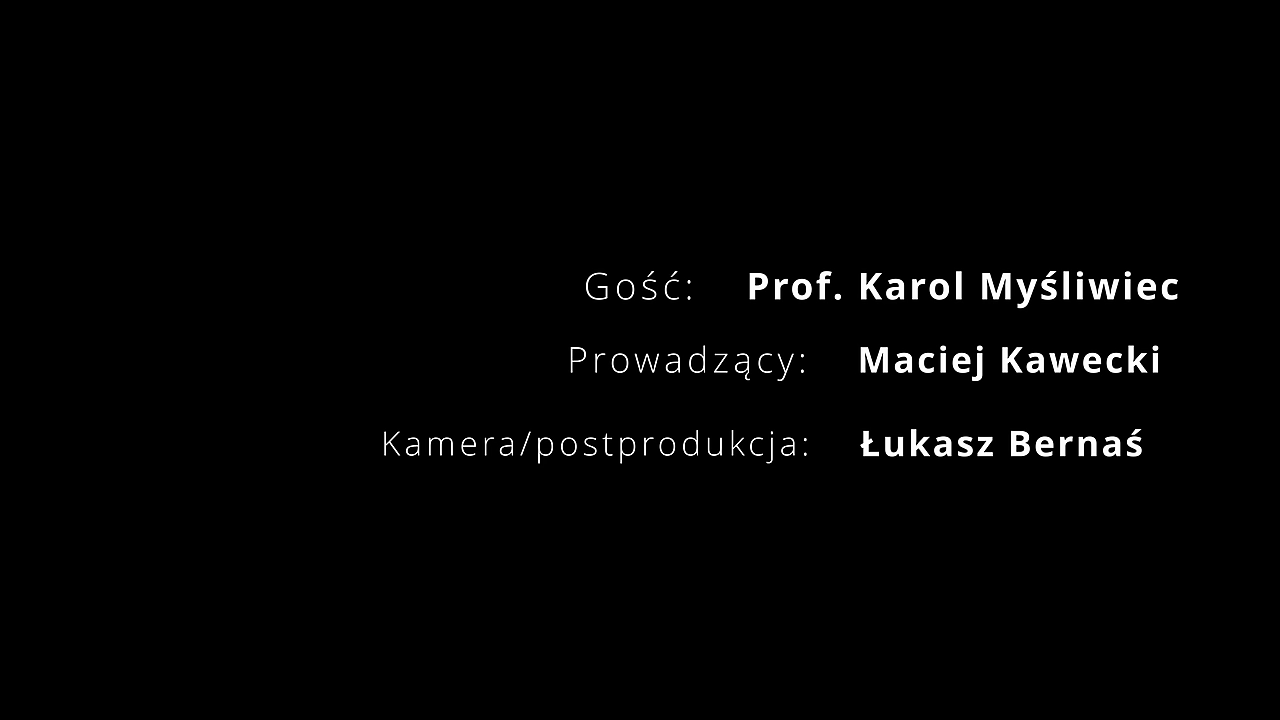 Gość: Prof. Karol Myśliwiec
Prowadzący: Maciej Kawecki
Kamera/postprodukcja: Łukasz Bernaś